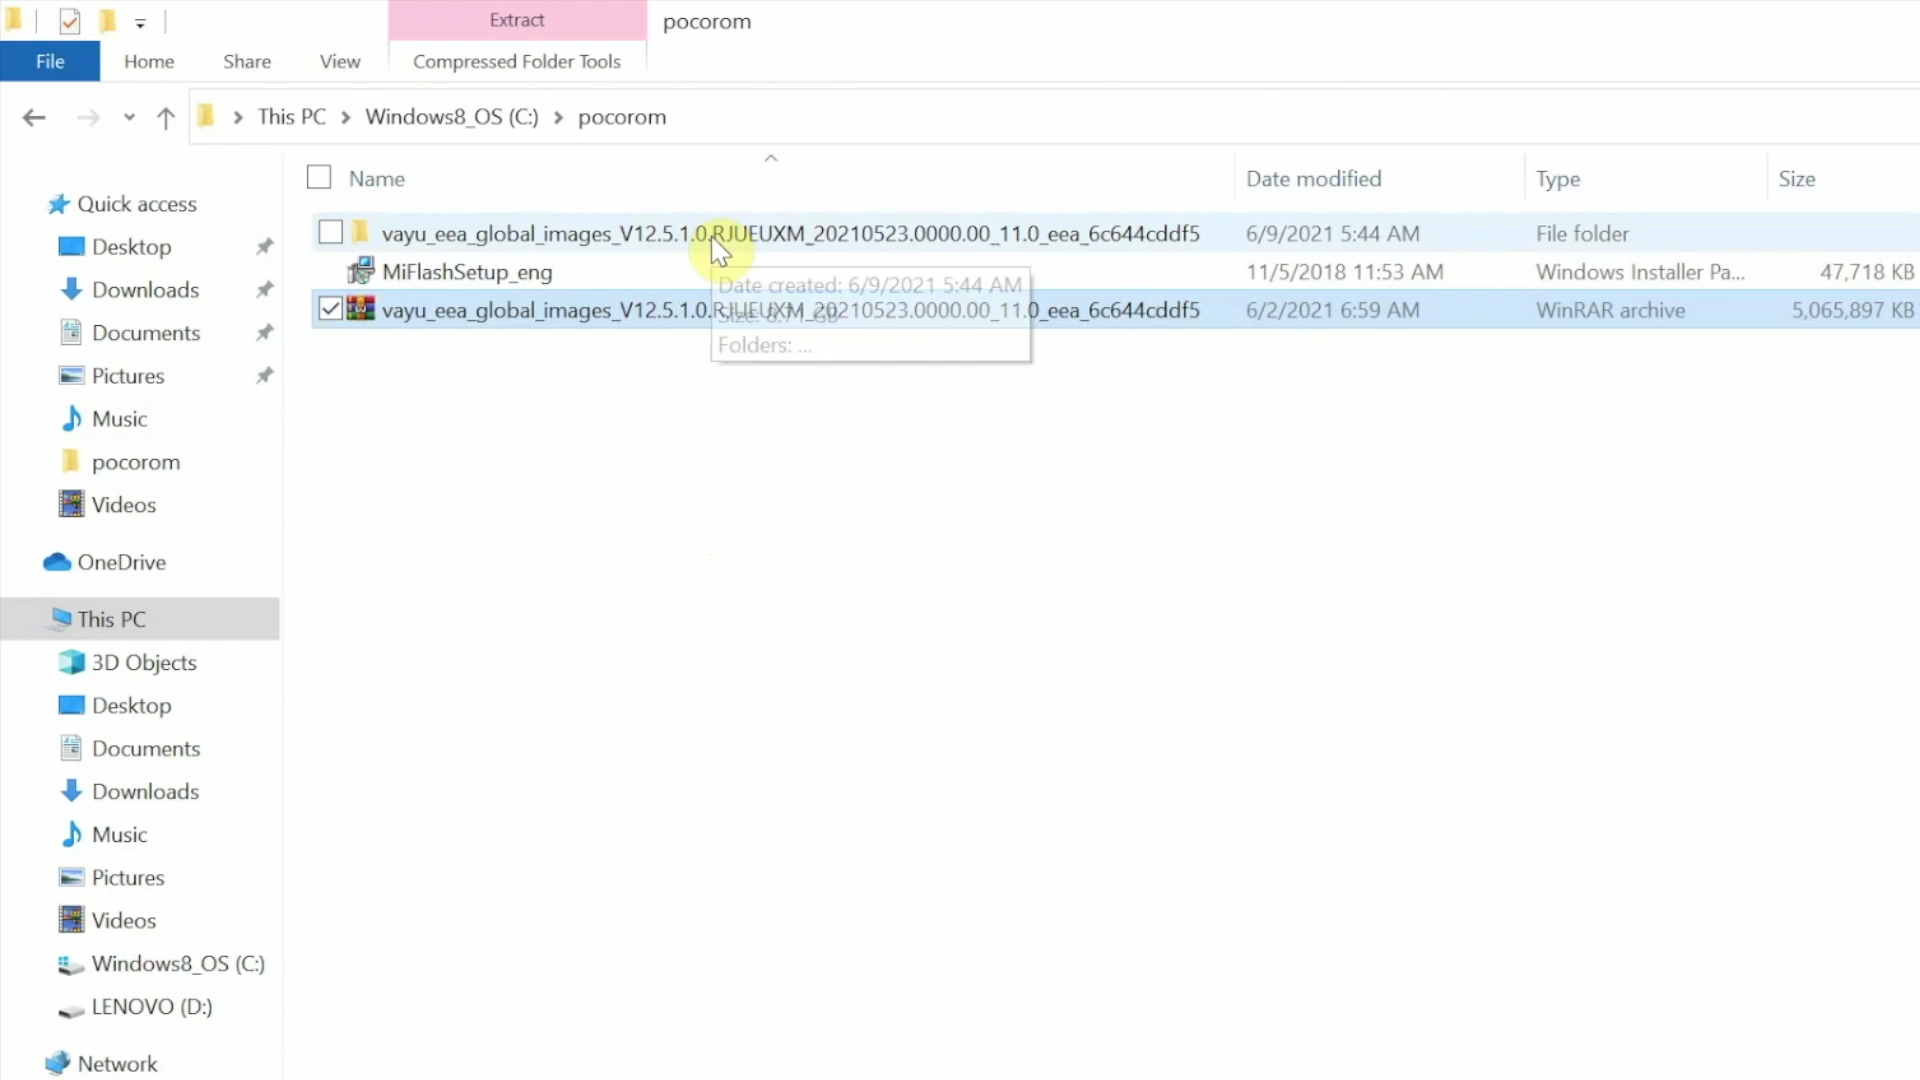 Extract
pocorom
File
Home
Share
View
Compressed Folder Tools
This PC
Windows8_OS (C:)
pocorom
Name
Date modified
Type
Size
vayu_eea_global_images_V12.5.1.0.RJUEUXM_20210523.0000.00_11.0_eea_6c644cddf5
6/9/2021 5:44 AM
File folder
MiFlashSetup_eng
11/5/2018 11:53 AM
Windows Installer Pa...
47,718 KB
vayu_eea_global_images_V12.5.1.0.RJUEUXM_20210523.0000.00_11.0_eea_6c644cddf5
6/2/2021 6:59 AM
WinRAR archive
5,065,897 KB
Date created: 6/9/2021 5:44 AM
Size:
Folders: ...
Quick access
Desktop
Downloads
Documents
Pictures
Music
pocorom
Videos
OneDrive
This PC
3D Objects
Desktop
Documents
Downloads
Music
Pictures
Videos
Windows8_OS (C:)
LENOVO (D:)
Network